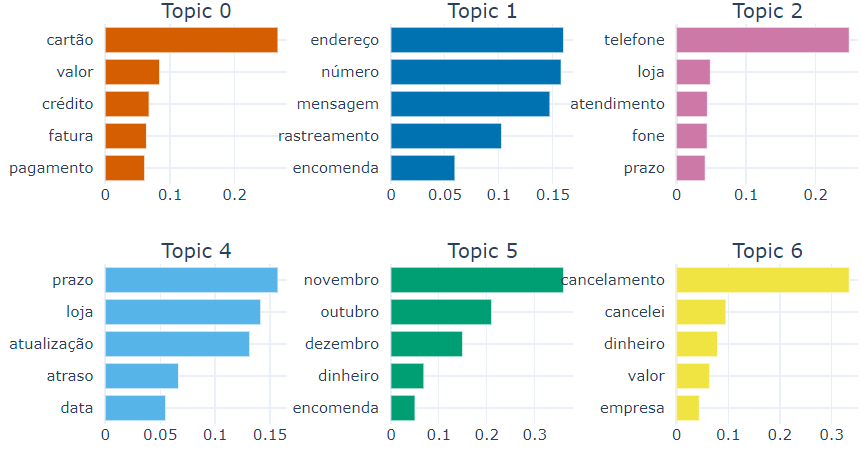 Topic 0
cartão
valor
crédito
fatura
pagamento
0 0.1 0.2
Topic 1
endereço
número
mensagem
rastreamento
encomenda
0 0.05 0.1 0.15
Topic 2
telefone
loja
atendimento
fone
prazo
0 0.1 0.2
Topic 4
prazo
loja
atualização
atraso
data
0 0.05 0.1 0.15
Topic 5
novembro
outubro
dezembro
dinheiro
encomenda
0 0.1 0.2 0.3
Topic 6
cancelamento
cancelei
dinheiro
valor
empresa
0 0.1 0.2 0.3